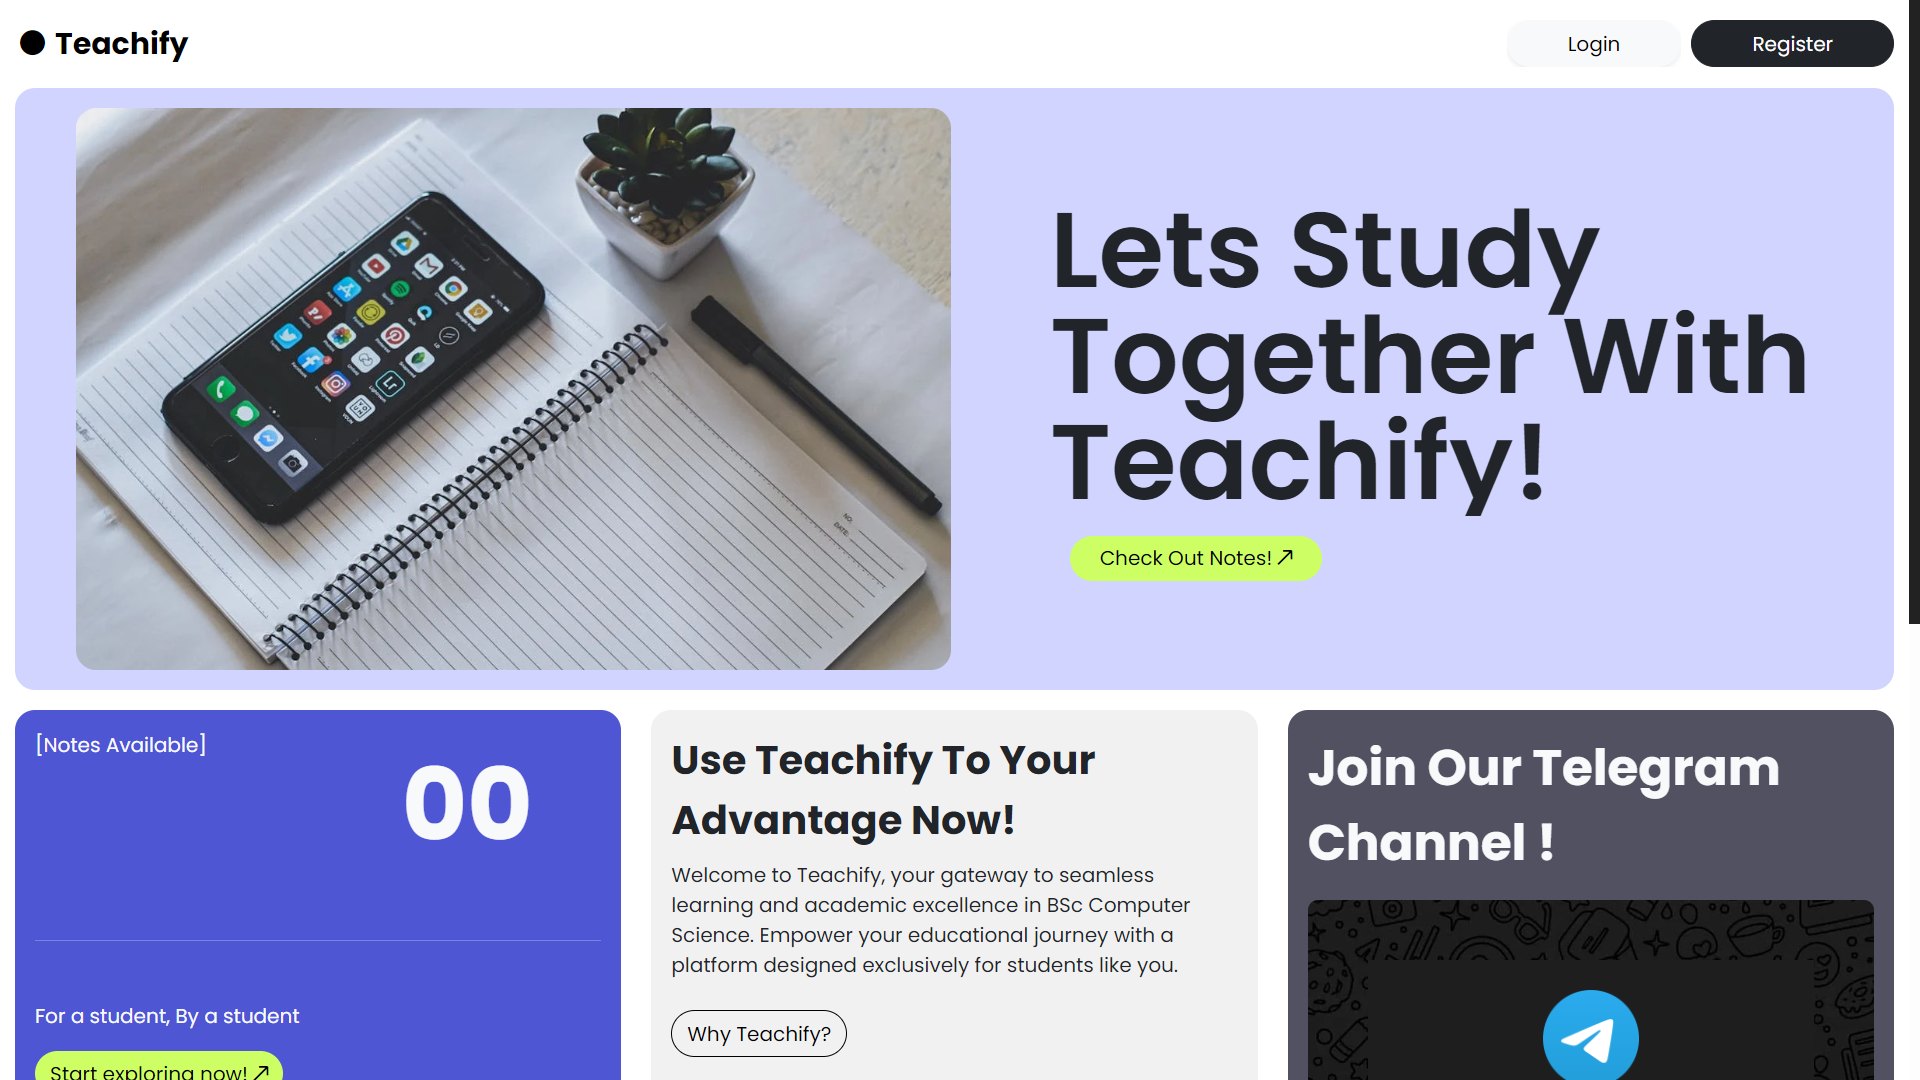 Teachify
Login
Register
Lets Study
Together With
Teachify!
Check Out Notes!
[Notes Available]
00
For a student, By a student
Start exploring now!
Use Teachify To Your
Advantage Now!
Welcome to Teachify, your gateway to seamless
learning and academic excellence in BSc Computer
Science. Empower your educational journey with a
platform designed exclusively for students like you.
Why Teachify?
Join Our Telegram
Channel !
NO.
DATE:
Lr